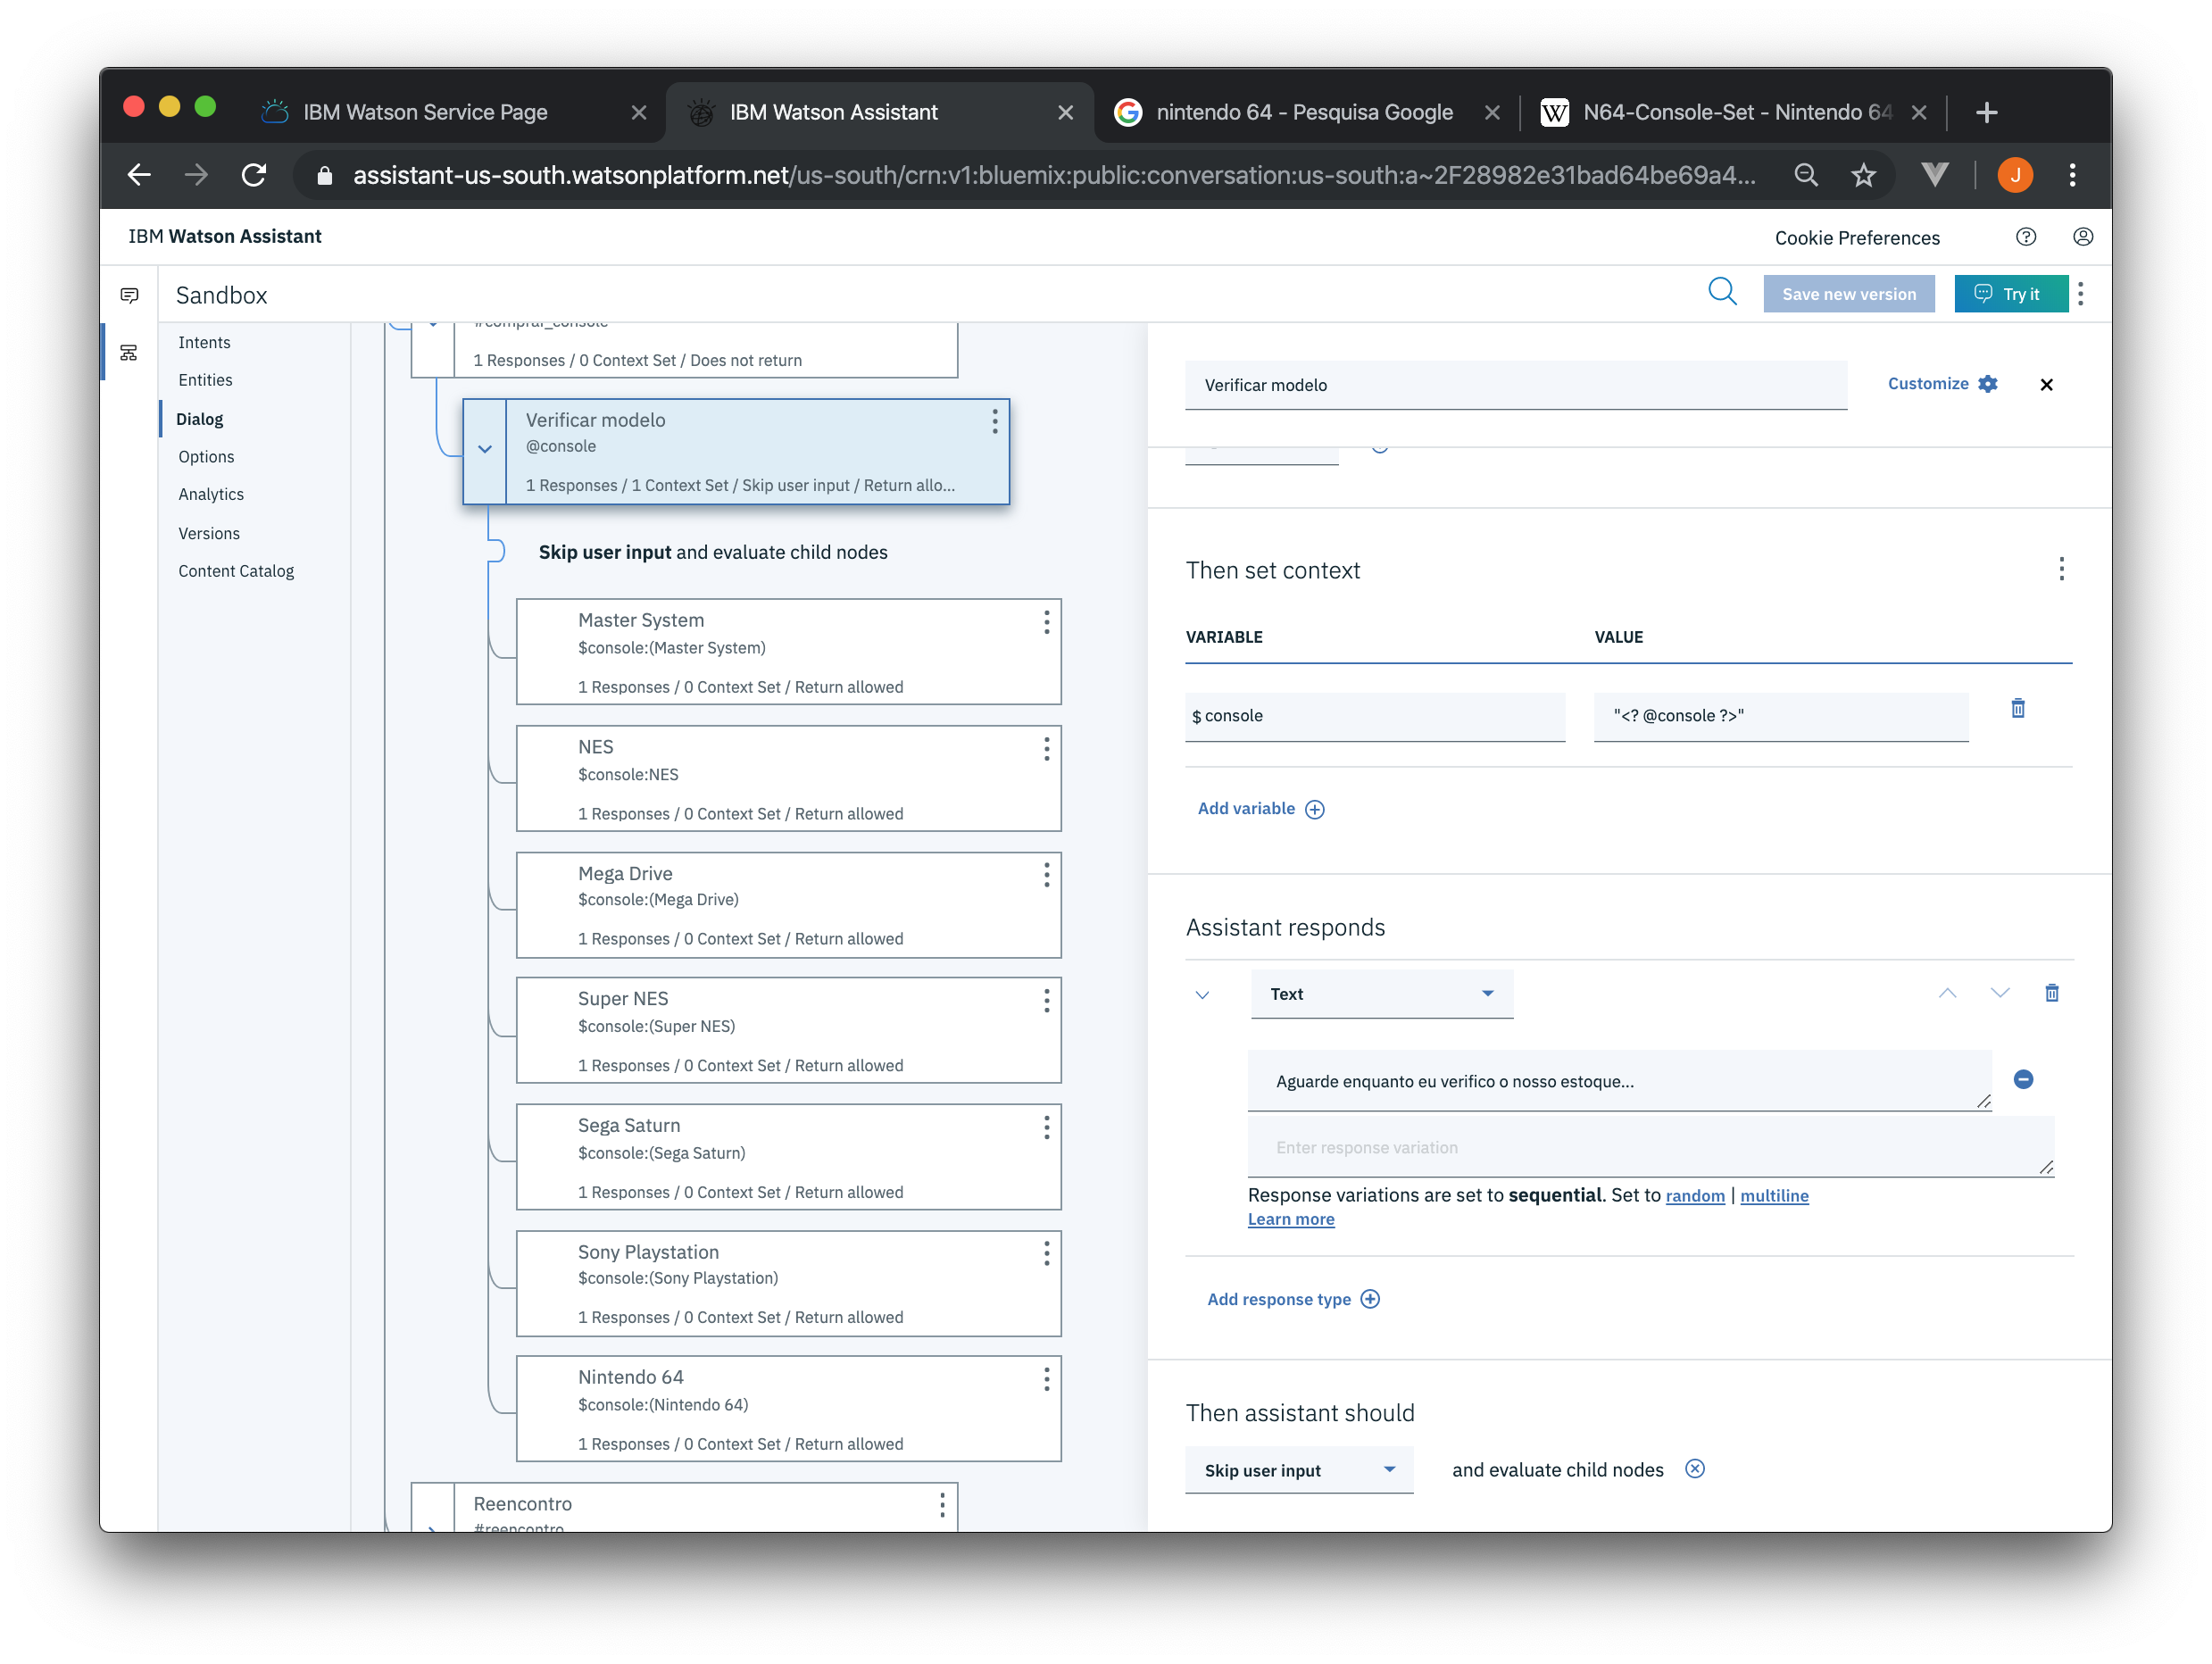 IBM Watson Service Page
IBM Watson Assistant
nintendo 64 - Pesquisa Google
N64-Console-Set - Nintendo 64
assistant-us-south.watsonplatform.net/us-south/crn:v1:bluemix:public:conversation:us-south:a~2F28982e31bad64be69a4...
J
IBM Watson Assistant
Cookie Preferences
Sandbox
Save new version
Try it
Intents
Entities
Dialog
Options
Analytics
Versions
Content Catalog
#comprar_console
1 Responses / 0 Context Set / Does not return
Verificar modelo
@console
1 Responses / 1 Context Set / Skip user input / Return allo...
Skip user input and evaluate child nodes
Master System
$console:(Master System)
1 Responses / 0 Context Set / Return allowed
NES
$console:NES
1 Responses / 0 Context Set / Return allowed
Mega Drive
$console:(Mega Drive)
1 Responses / 0 Context Set / Return allowed
Super NES
$console:(Super NES)
1 Responses / 0 Context Set / Return allowed
Sega Saturn
$console:(Sega Saturn)
1 Responses / 0 Context Set / Return allowed
Sony Playstation
$console:(Sony Playstation)
1 Responses / 0 Context Set / Return allowed
Nintendo 64
$console:(Nintendo 64)
1 Responses / 0 Context Set / Return allowed
Reencontro
#reencontro
Verificar modelo
Customize
Then set context
VARIABLE VALUE
$ console "<? @console ?>"
Add variable
Assistant responds
Text
Aguarde enquanto eu verifico o nosso estoque...
Enter response variation
Response variations are set to sequential. Set to random | multiline
Learn more
Add response type
Then assistant should
Skip user input and evaluate child nodes